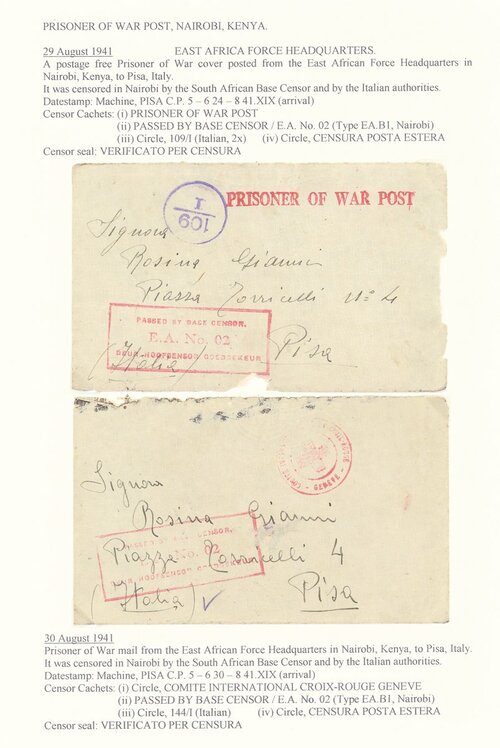 PRISONER OF WAR POST, NAIROBI, KENYA.
29 August 1941 EAST AFRICA FORCE HEADQUARTERS.
A postage free Prisoner of War cover posted from the East African Force Headquarters in
Nairobi, Kenya, to Pisa, Italy.
It was censored in Nairobi by the South African Base Censor and by the Italian authorities.
Datestamp: Machine, PISA C.P. 5 – 6 24 – 8 41.XIX (arrival)
Censor Cachets: (i) PRISONER OF WAR POST
(ii) PASSED BY BASE CENSOR / E.A. No. 02 (Type EA.B1, Nairobi)
(iii) Circle, 109/I (Italian, 2x) (iv) Circle, CENSURA POSTA ESTERA
Censor seal: VERIFICATO PER CENSURA
109
I
PRISONER OF WAR POST
Signora
Rosina Gianni
Piazza Torricelli No 4
PASSED BY BASE CENSOR.
E.A. No. 02
DEUR HOOFSENSOR GOEDGEKEUR
(Italia) Pisa
GENEVE
Signora
Rosina Gianni
No. 02
Piazza Torricelli 4
HOOFSENSOR
(Italia) Pisa
30 August 1941
Prisoner of War mail from the East African Force Headquarters in Nairobi, Kenya, to Pisa, Italy.
It was censored in Nairobi by the South African Base Censor and by the Italian authorities.
Datestamp: Machine, PISA C.P. 5 – 6 30 – 8 41.XIX (arrival)
Censor Cachets: (i) Circle, COMITE INTERNATIONAL CROIX-ROUGE GENEVE
(ii) PASSED BY BASE CENSOR / E.A. No. 02 (Type EA.B1, Nairobi)
(iii) Circle, 144/I (Italian) (iv) Circle, CENSURA POSTA ESTERA
Censor seal: VERIFICATO PER CENSURA